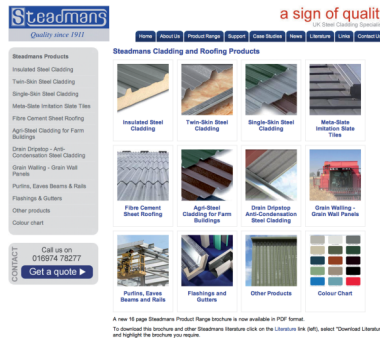 Steadmans
Quality since 1911
a sign of qualit
UK Steel Cladding Specialis
Home
About Us
Product Range
Support
Case Studies
News
Literature
Links
Contact Us
Steadmans Products
Insulated Steel Cladding
Twin-Skin Steel Cladding
Single-Skin Steel Cladding
Meta-Slate Imitation Slate Tiles
Fibre Cement Sheet Roofing
Agri-Steel Cladding for Farm
Buildings
Drain Dripstop - Anti-
Condensation Steel Cladding
Grain Walling - Grain Wall
Panels
Purlins, Eaves Beams & Rails
Flashings & Gutters
Other products
Colour chart
CONTACT
Call us on
016974 78277
Get a quote
Steadmans Cladding and Roofing Products
Insulated Steel
Cladding
Twin-Skin Steel
Cladding
Single-Skin Steel
Cladding
Meta-Slate
Imitation Slate
Tiles
Fibre Cement
Sheet Roofing
Agri-Steel
Cladding for Farm
Buildings
Drain Dripstop
Anti-Condensation
Steel Cladding
Grain Walling -
Grain Wall Panels
Purlins, Eaves
Beams and Rails
Flashings and
Gutters
Other Products
Colour Chart
A new 16 page Steadmans Product Range brochure is now available in PDF format.
To download this brochure and other Steadmans literature click on the Literature link (left), select "Download Literatu
and highlight the brochure you require.